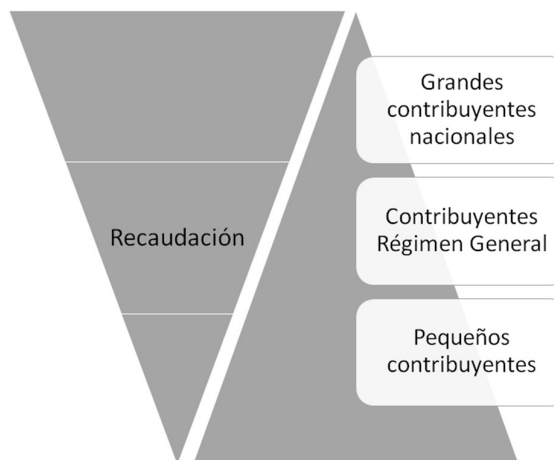 Recaudación
Grandes
contribuyentes
nacionales
Contribuyentes
Régimen General
Pequeños
contribuyentes